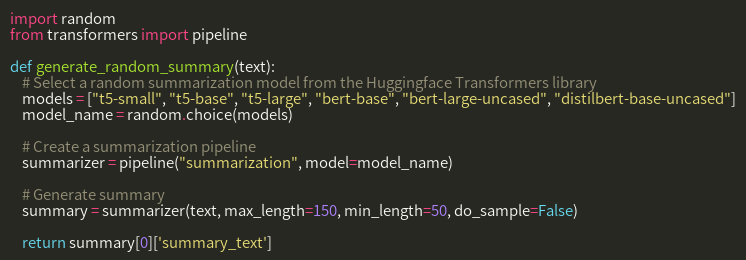 import random
from transformers import pipeline

def generate_random_summary(text):
    # Select a random summarization model from the Huggingface Transformers library
    models = ["t5-small", "t5-base", "t5-large", "bert-base", "bert-large-uncased", "distilbert-base-uncased"]
    model_name = random.choice(models)

    # Create a summarization pipeline
    summarizer = pipeline("summarization", model=model_name)

    # Generate summary
    summary = summarizer(text, max_length=150, min_length=50, do_sample=False)

    return summary[0]['summary_text']